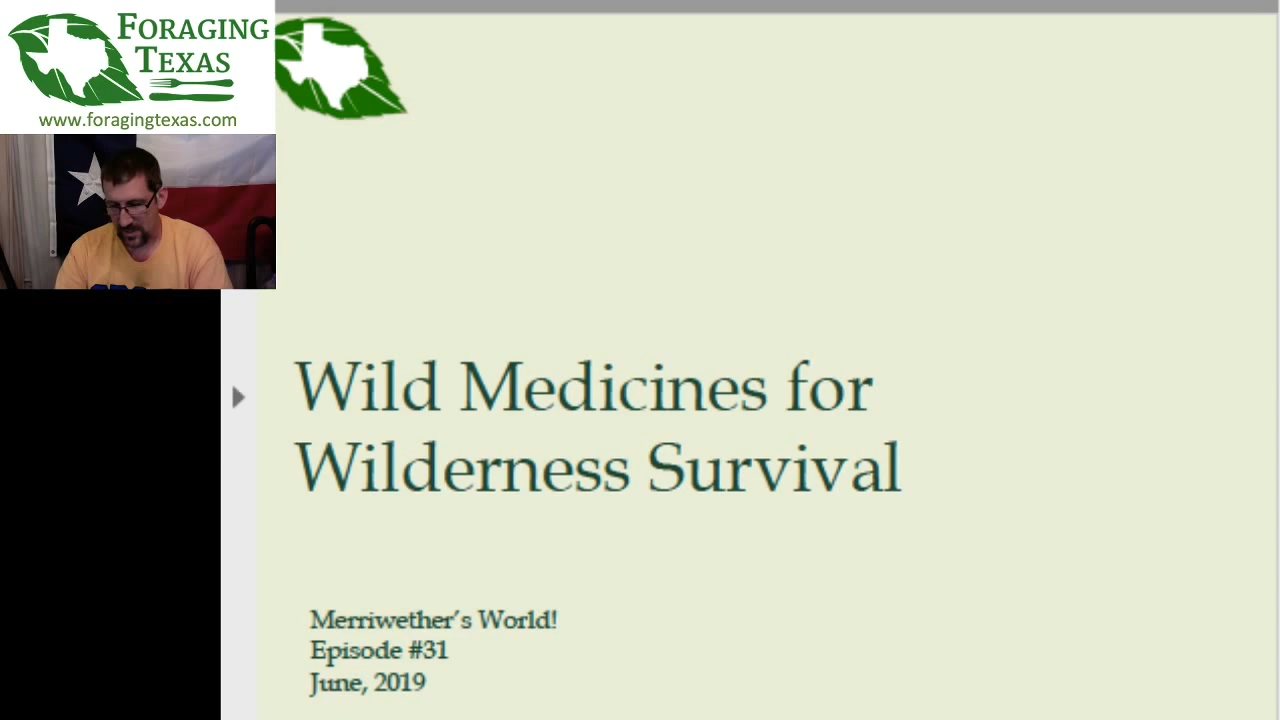 FORAGING
TEXAS
www.foragingtexas.com
Wild Medicines for
Wilderness Survival
Merriwether's World!
Episode #31
June, 2019